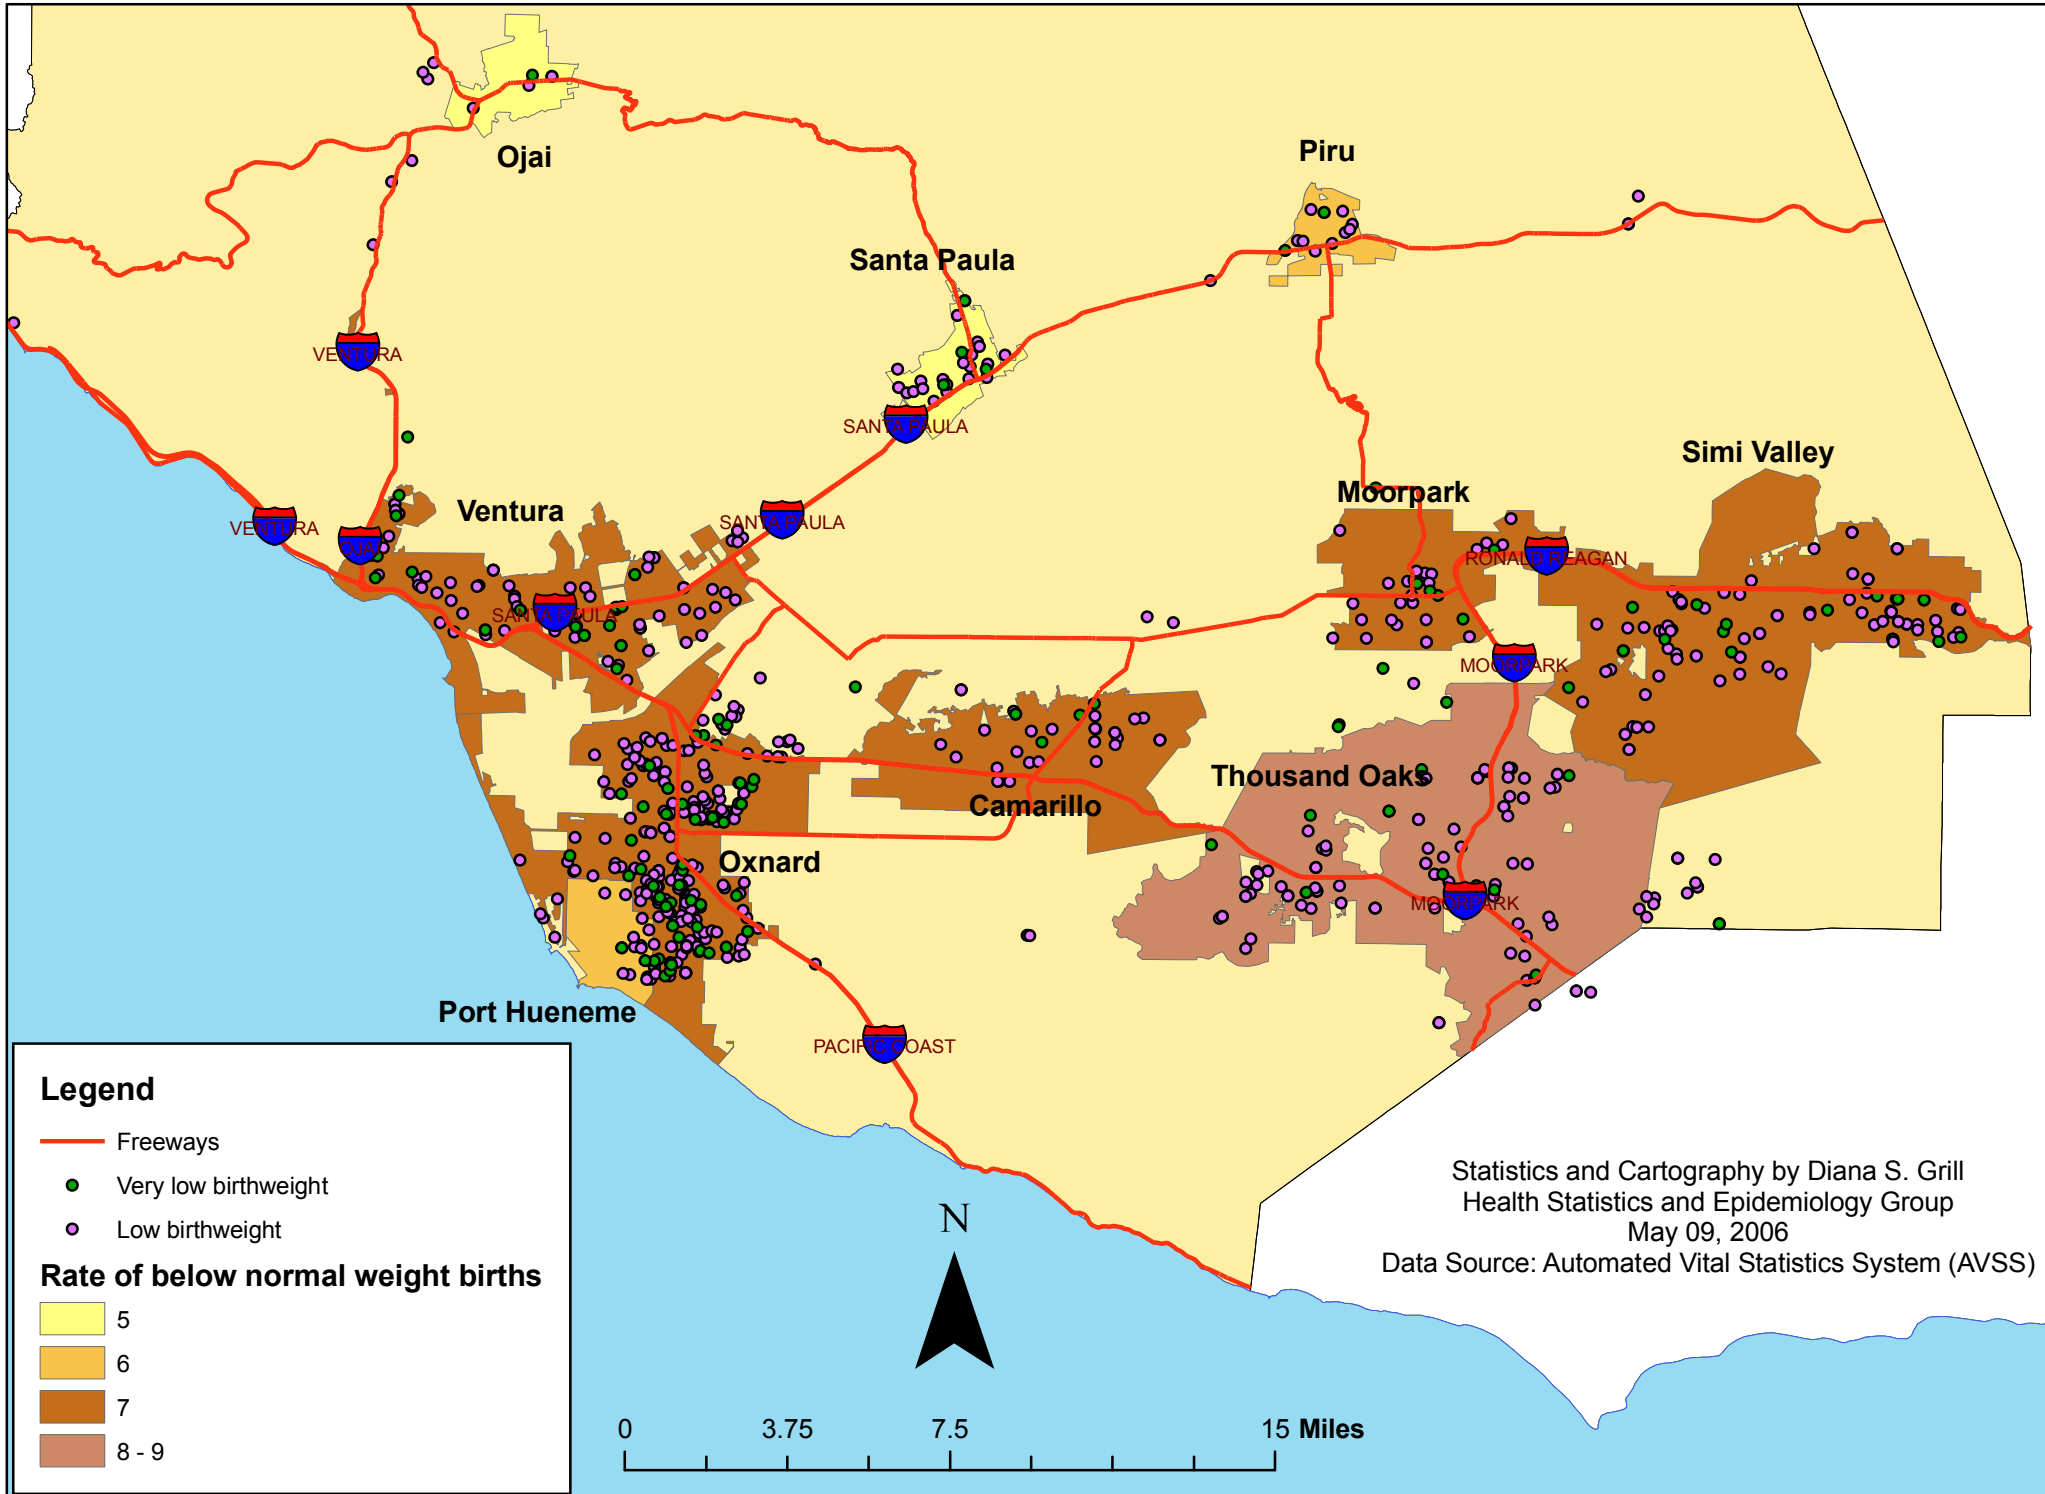 Ojai
Piru
Santa Paula
VENTURA
SANTA PAULA
Simi Valley
Moorpark
Ventura
SANTA PAULA
VENTURA
OJAI
RONALD REAGAN
SANTA PAULA
MOORPARK
Thousand Oaks
Camarillo
Oxnard
MOORPARK
Port Hueneme
PACIFIC COAST
Legend
Freeways
Very low birthweight
Low birthweight
Rate of below normal weight births
5
6
7
8 - 9
N
0 3.75 7.5 15 Miles
Statistics and Cartography by Diana S. Grill
Health Statistics and Epidemiology Group
May 09, 2006
Data Source: Automated Vital Statistics System (AVSS)